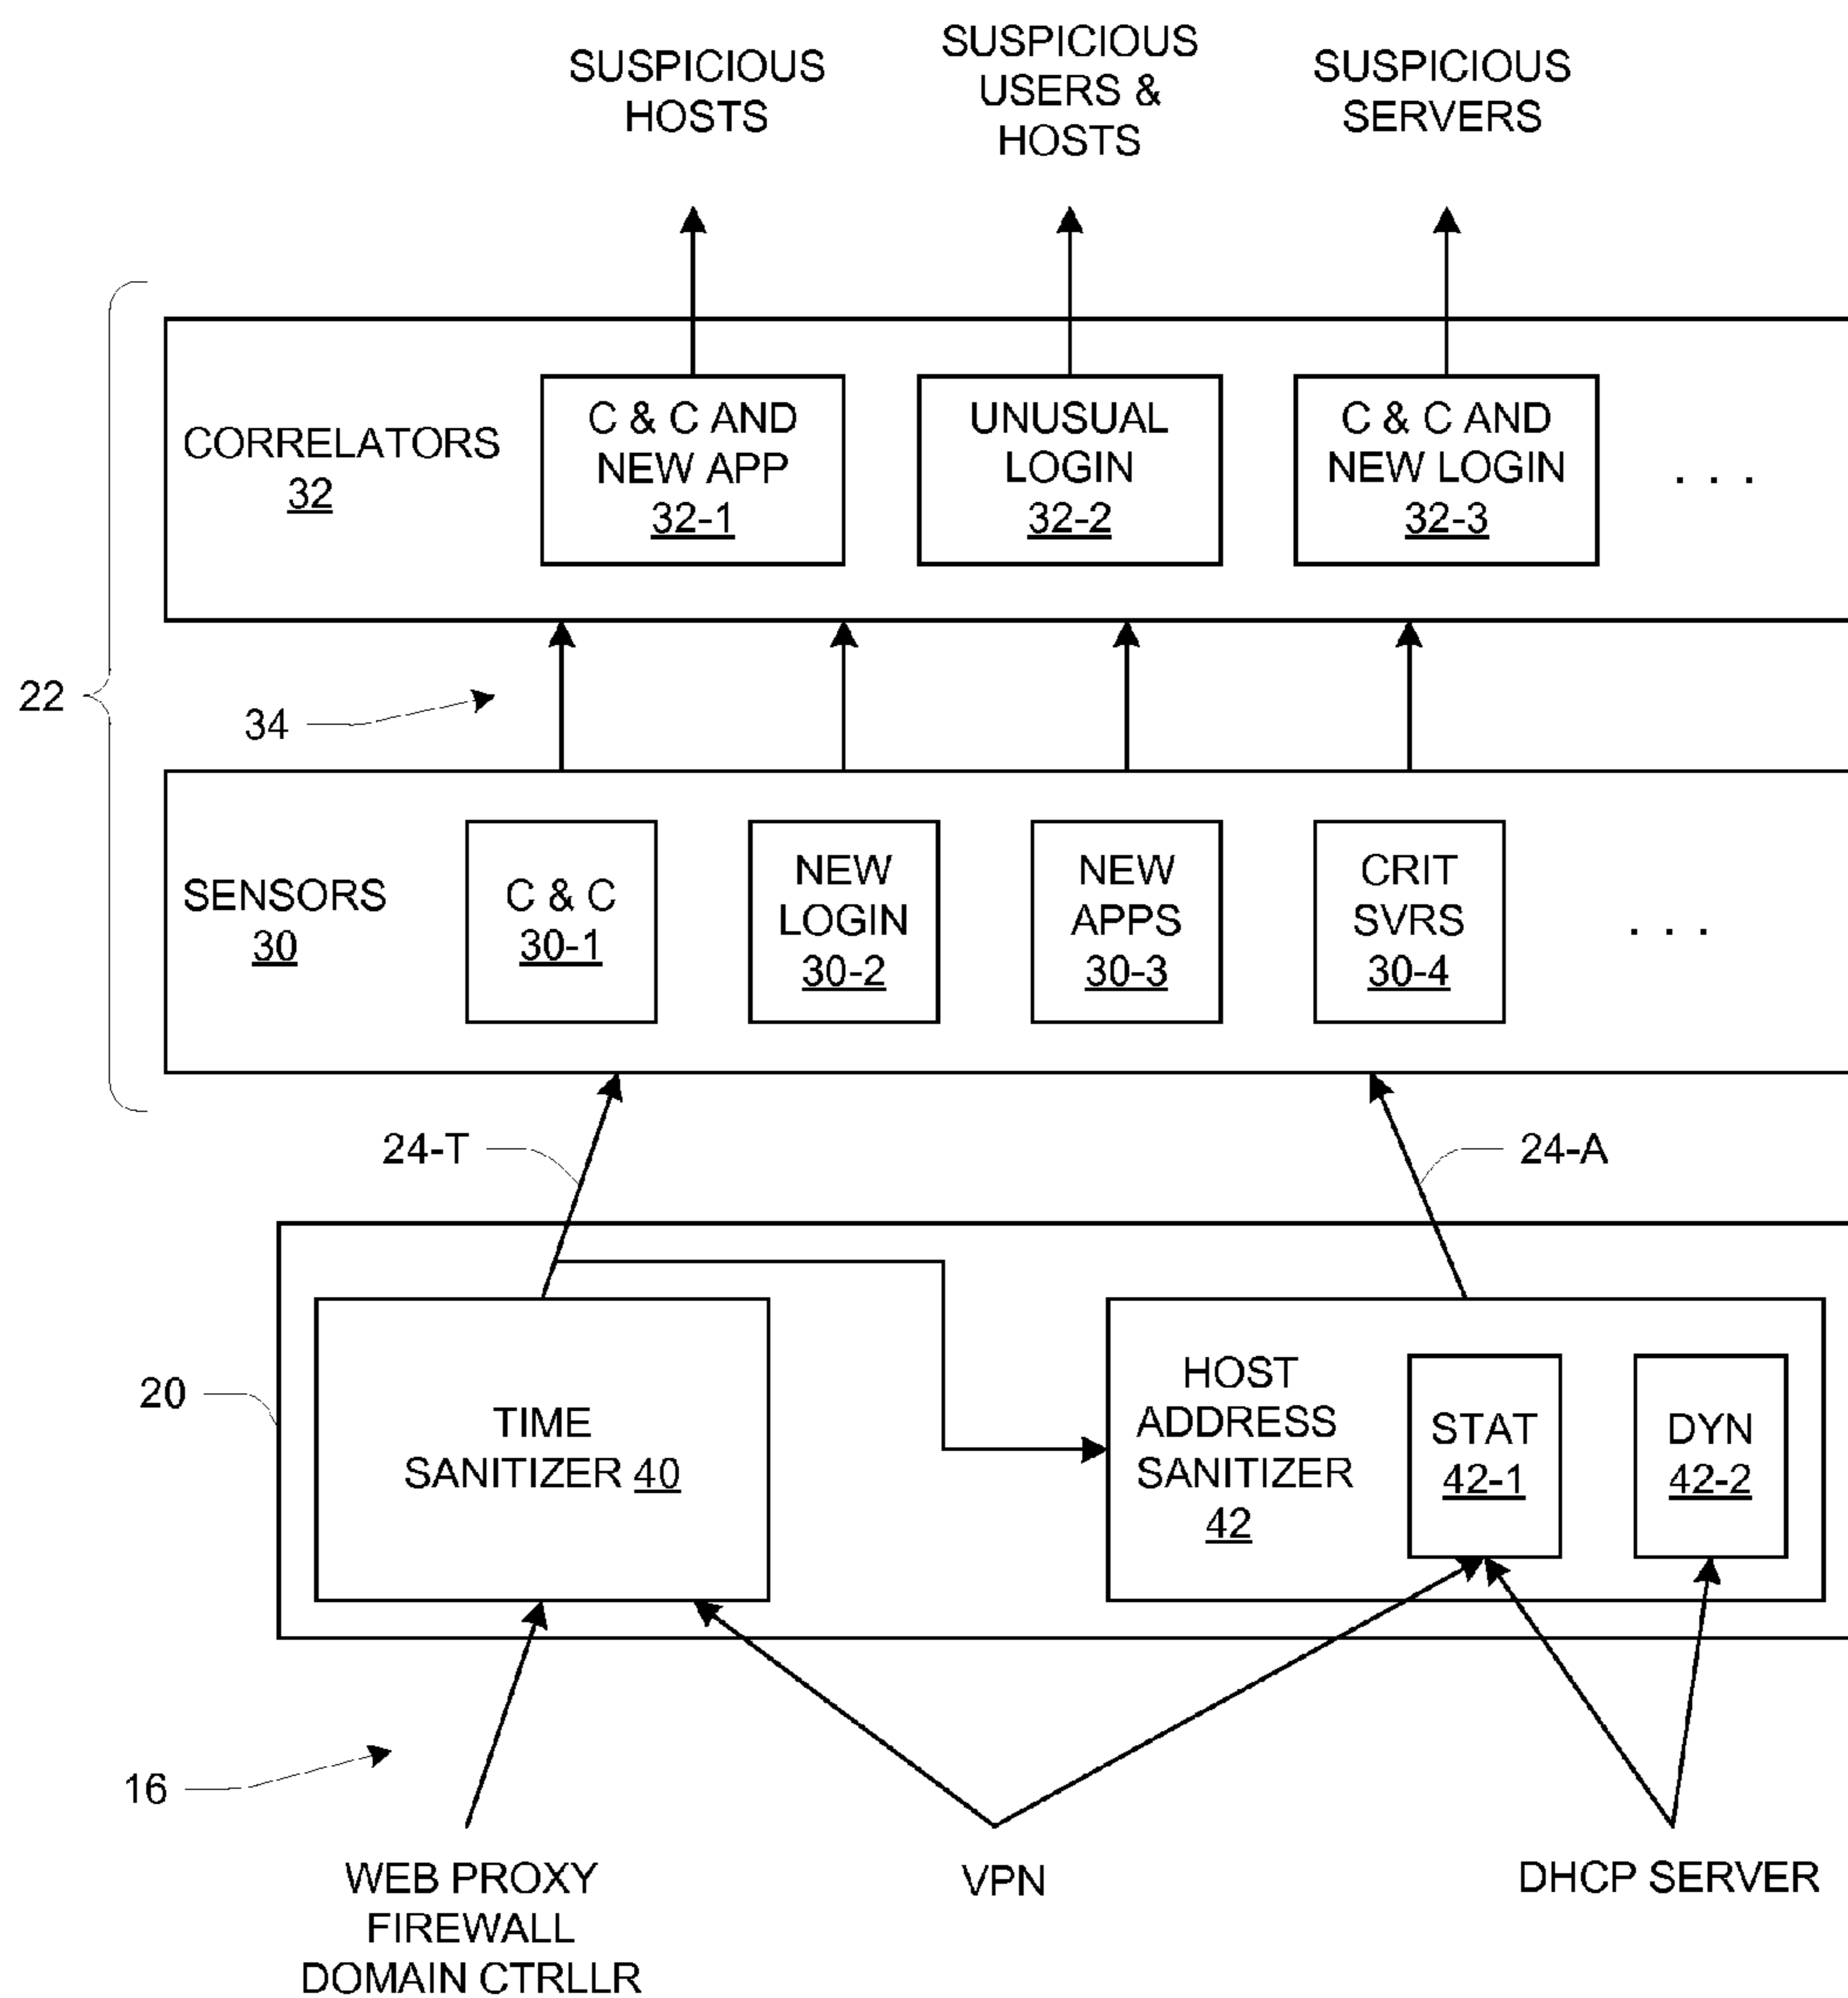 SUSPICIOUS
HOSTS
SUSPICIOUS
USERS &
HOSTS
SUSPICIOUS
SERVERS
22
CORRELATORS
32
C & C AND
NEW APP
32-1
UNUSUAL
LOGIN
32-2
C & C AND
NEW LOGIN
32-3
. . .
34
SENSORS
30
C & C
30-1
NEW
LOGIN
30-2
NEW
APPS
30-3
CRIT
SVRS
30-4
. . .
24-T
24-A
20
TIME
SANITIZER 40
HOST
ADDRESS
SANITIZER
42
STAT
42-1
DYN
42-2
16
WEB PROXY
FIREWALL
DOMAIN CTRLLR
VPN
DHCP SERVER